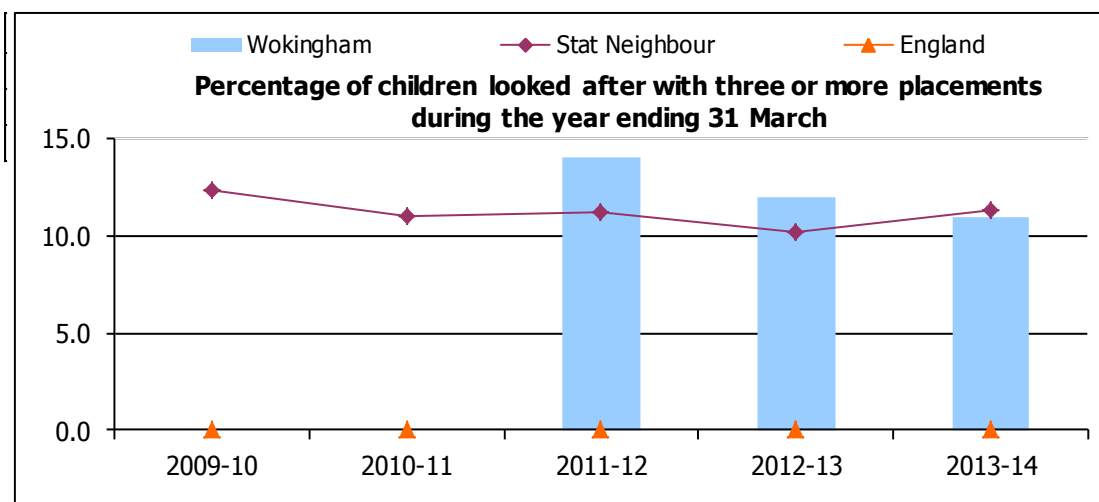 Wokingham Stat Neighbour England
Percentage of children looked after with three or more placements
during the year ending 31 March
15.0
10.0
5.0
0.0
2009-10 2010-11 2011-12 2012-13 2013-14